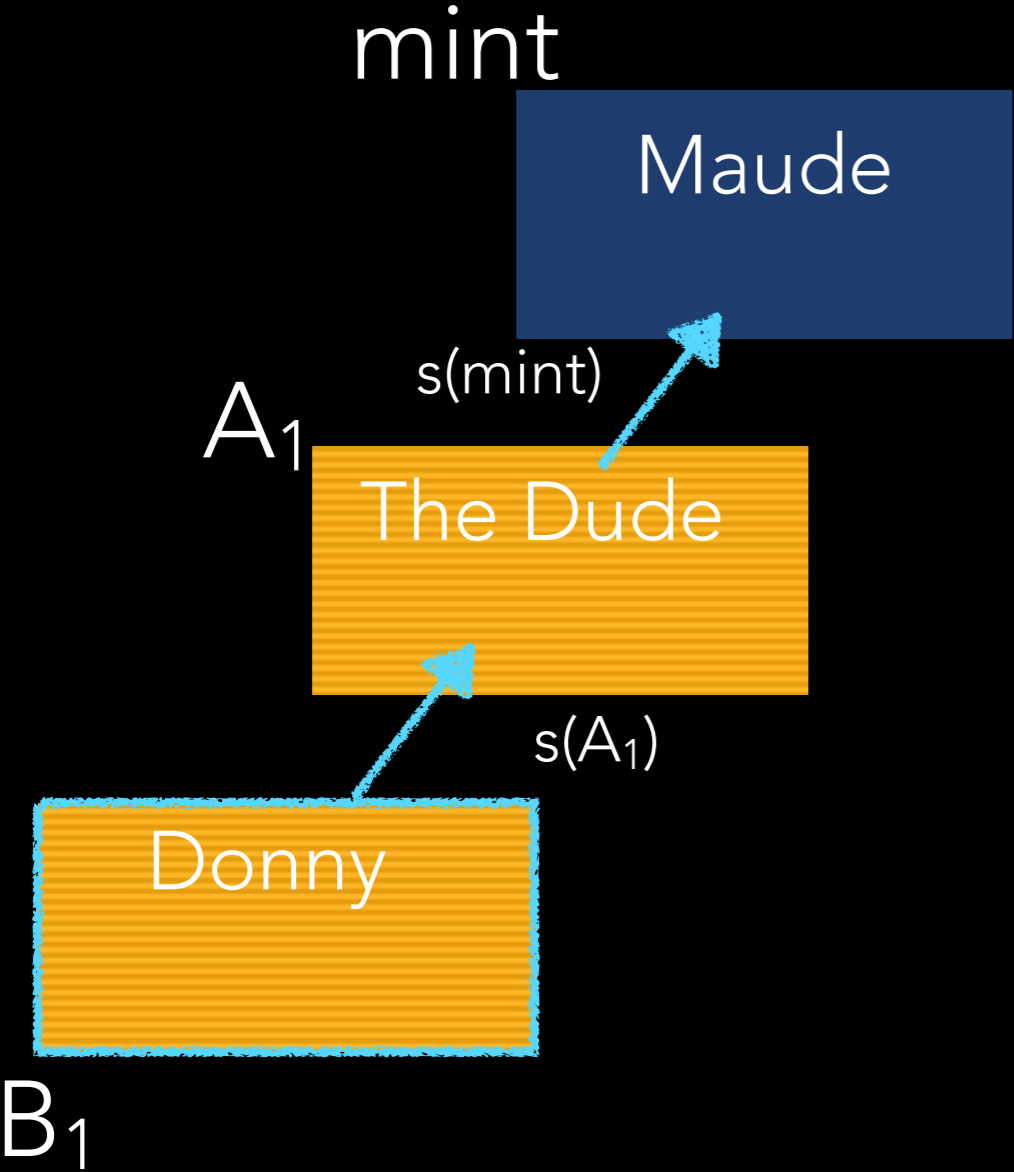 mint
Maude
s(mint)
A₁
The Dude
s(A₁)
Donny
B₁